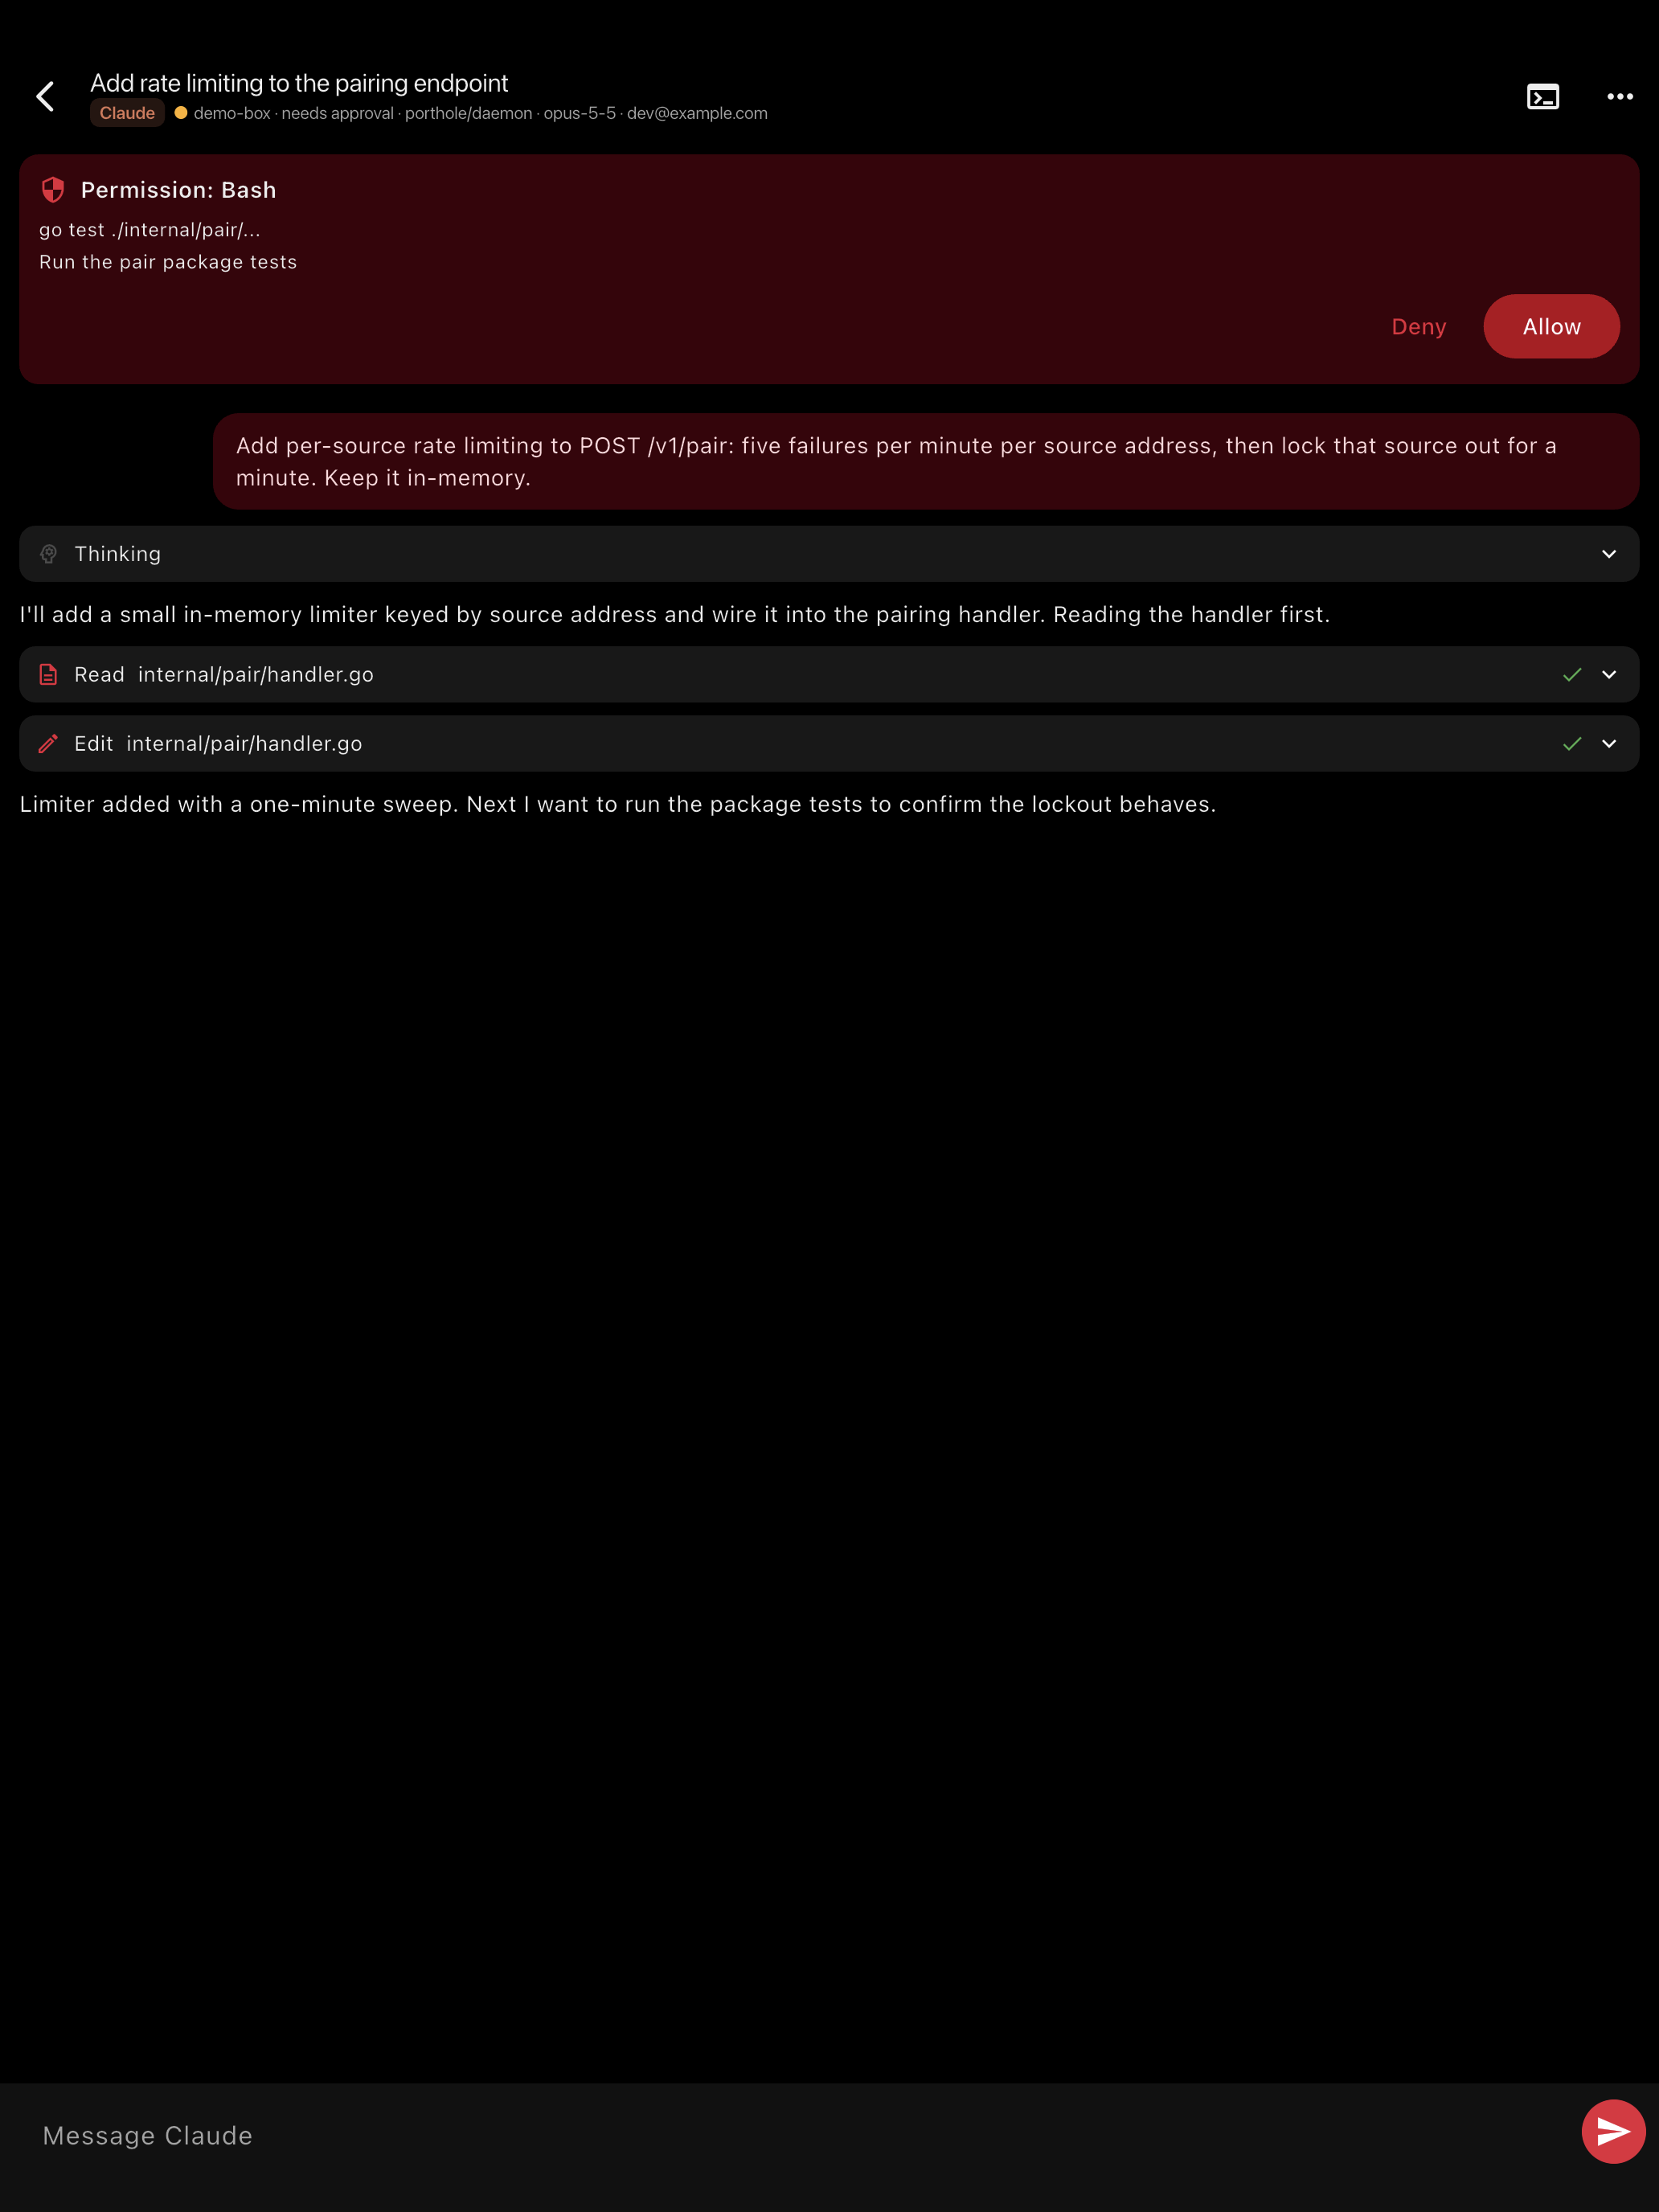 Add rate limiting to the pairing endpoint
Claude demo-box · needs approval · porthole/daemon · opus-5-5 · dev@example.com
Permission: Bash
go test ./internal/pair/...
Run the pair package tests
Deny Allow
Add per-source rate limiting to POST /v1/pair: five failures per minute per source address, then lock that source out for a
minute. Keep it in-memory.
Thinking
I'll add a small in-memory limiter keyed by source address and wire it into the pairing handler. Reading the handler first.
Read internal/pair/handler.go
Edit internal/pair/handler.go
Limiter added with a one-minute sweep. Next I want to run the package tests to confirm the lockout behaves.
Message Claude